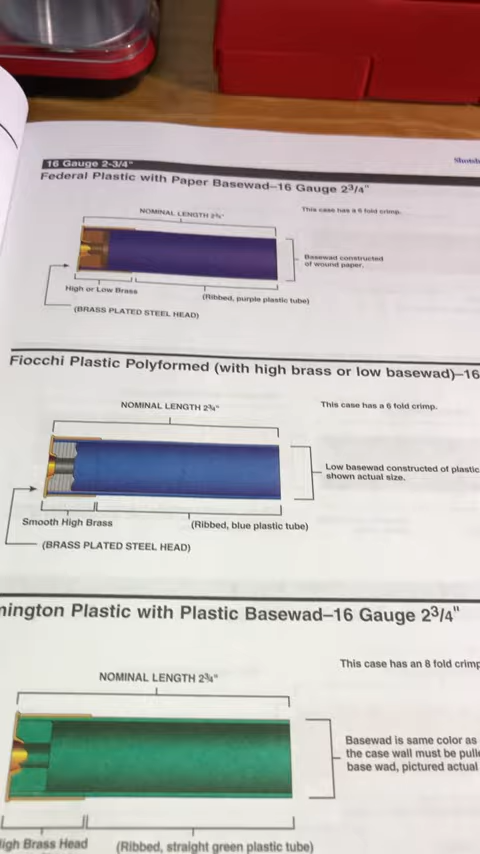 16 Gauge 2-3/4"
Federal Plastic with Paper Basewad–16 Gauge 2¾"
NOMINAL LENGTH 2¾"
This case has a 6 fold crimp.
Basewad constructed
of wound paper.
High or Low Brass
(Ribbed, purple plastic tube)
(BRASS PLATED STEEL HEAD)
Fiocchi Plastic Polyformed (with high brass or low basewad)–16
NOMINAL LENGTH 2¾"
This case has a 6 fold crimp.
Low basewad constructed of plastic
shown actual size.
Smooth High Brass
(Ribbed, blue plastic tube)
(BRASS PLATED STEEL HEAD)
mington Plastic with Plastic Basewad–16 Gauge 2¾"
This case has an 8 fold crimp
NOMINAL LENGTH 2¾"
Basewad is same color as
the case wall must be pulle
base wad, pictured actual
High Brass Head
(Ribbed, straight green plastic tube)